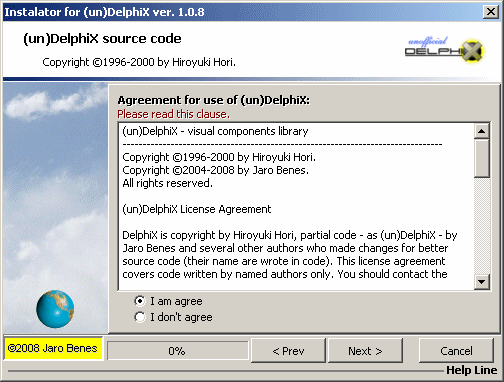 Instalator for (un)DelphiX ver. 1.0.8
(un)DelphiX source code
Copyright ©1996-2000 by Hiroyuki Hori.
unofficial
DELPHIX
Agreement for use of (un)DelphiX:
Please read this clause.
(un)DelphiX - visual components library
--------------------------------------------------------------------------------
Copyright ©1996-2000 by Hiroyuki Hori.
Copyright ©2004-2008 by Jaro Benes.
All rights reserved.
(un)DelphiX License Agreement
DelphiX is copyright by Hiroyuki Hori, partial code - as (un)DelphiX - by
Jaro Benes and several other authors who made changes for better
source code (their name are wrote in code). This license agreement
covers code written by named authors only. You should contact the
I am agree
I don't agree
©2008 Jaro Benes
0%
< Prev
Next >
Cancel
Help Line